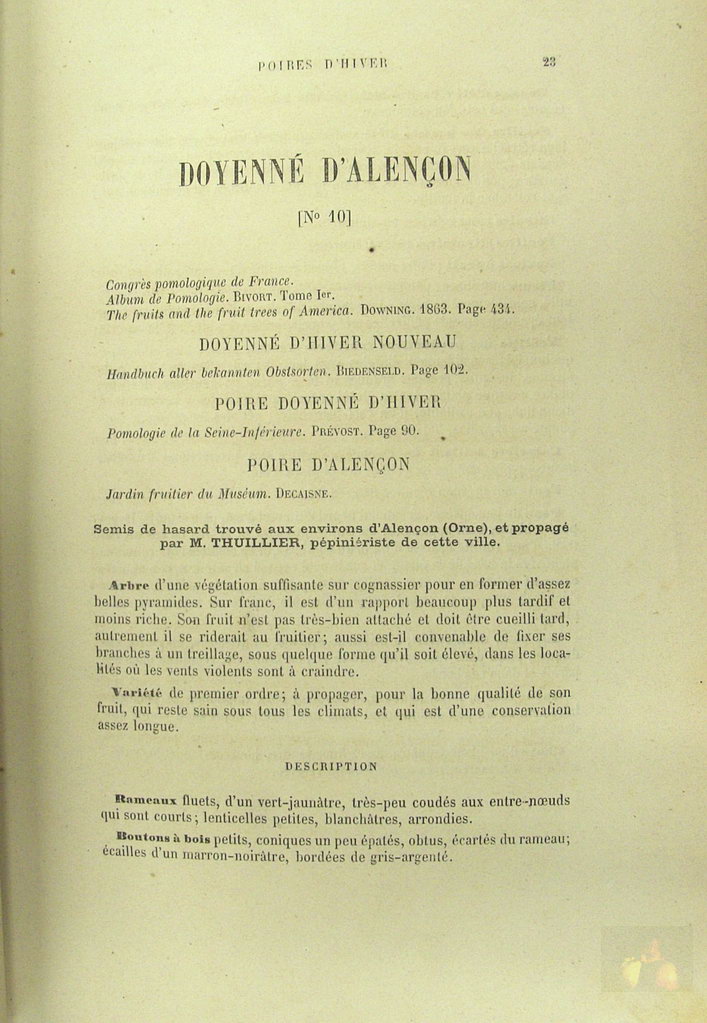 POIRES D'HIVER 23
DOYENNÉ D'ALENÇON
[No 10]
Congrès pomologique de France.
Album de Pomologie. BIVORT. Tome Ier.
The fruits and the fruit trees of America. DOWNING. 1863. Page 434.
DOYENNÉ D'HIVER NOUVEAU
Handbuch aller bekannten Obstsorten. BIEDENSELD. Page 102.
POIRE DOYENNÉ D'HIVER
Pomologie de la Seine-Inférieure. PRÉVOST. Page 90.
POIRE D'ALENÇON
Jardin fruitier du Muséum. DECAISNE.
Semis de hasard trouvé aux environs d'Alençon (Orne), et propagé
par M. THUILLIER, pépiniériste de cette ville.
Arbre d'une végétation suffisante sur cognassier pour en former d'assez
belles pyramides. Sur franc, il est d'un rapport beaucoup plus tardif et
moins riche. Son fruit n'est pas très-bien attaché et doit être cueilli tard,
autrement il se riderait au fruitier; aussi est-il convenable de fixer ses
branches à un treillage, sous quelque forme qu'il soit élevé, dans les loca-
lités où les vents violents sont à craindre.
Variété de premier ordre; à propager, pour la bonne qualité de son
fruit, qui reste sain sous tous les climats, et qui est d'une conservation
assez longue.
DESCRIPTION
Rameaux fluets, d'un vert-jaunâtre, très-peu coudés aux entre-nœuds
qui sont courts; lenticelles petites, blanchâtres, arrondies.
Boutons à bois petits, coniques un peu épatés, obtus, écartés du rameau;
écailles d'un marron-noirâtre, bordées de gris-argenté.